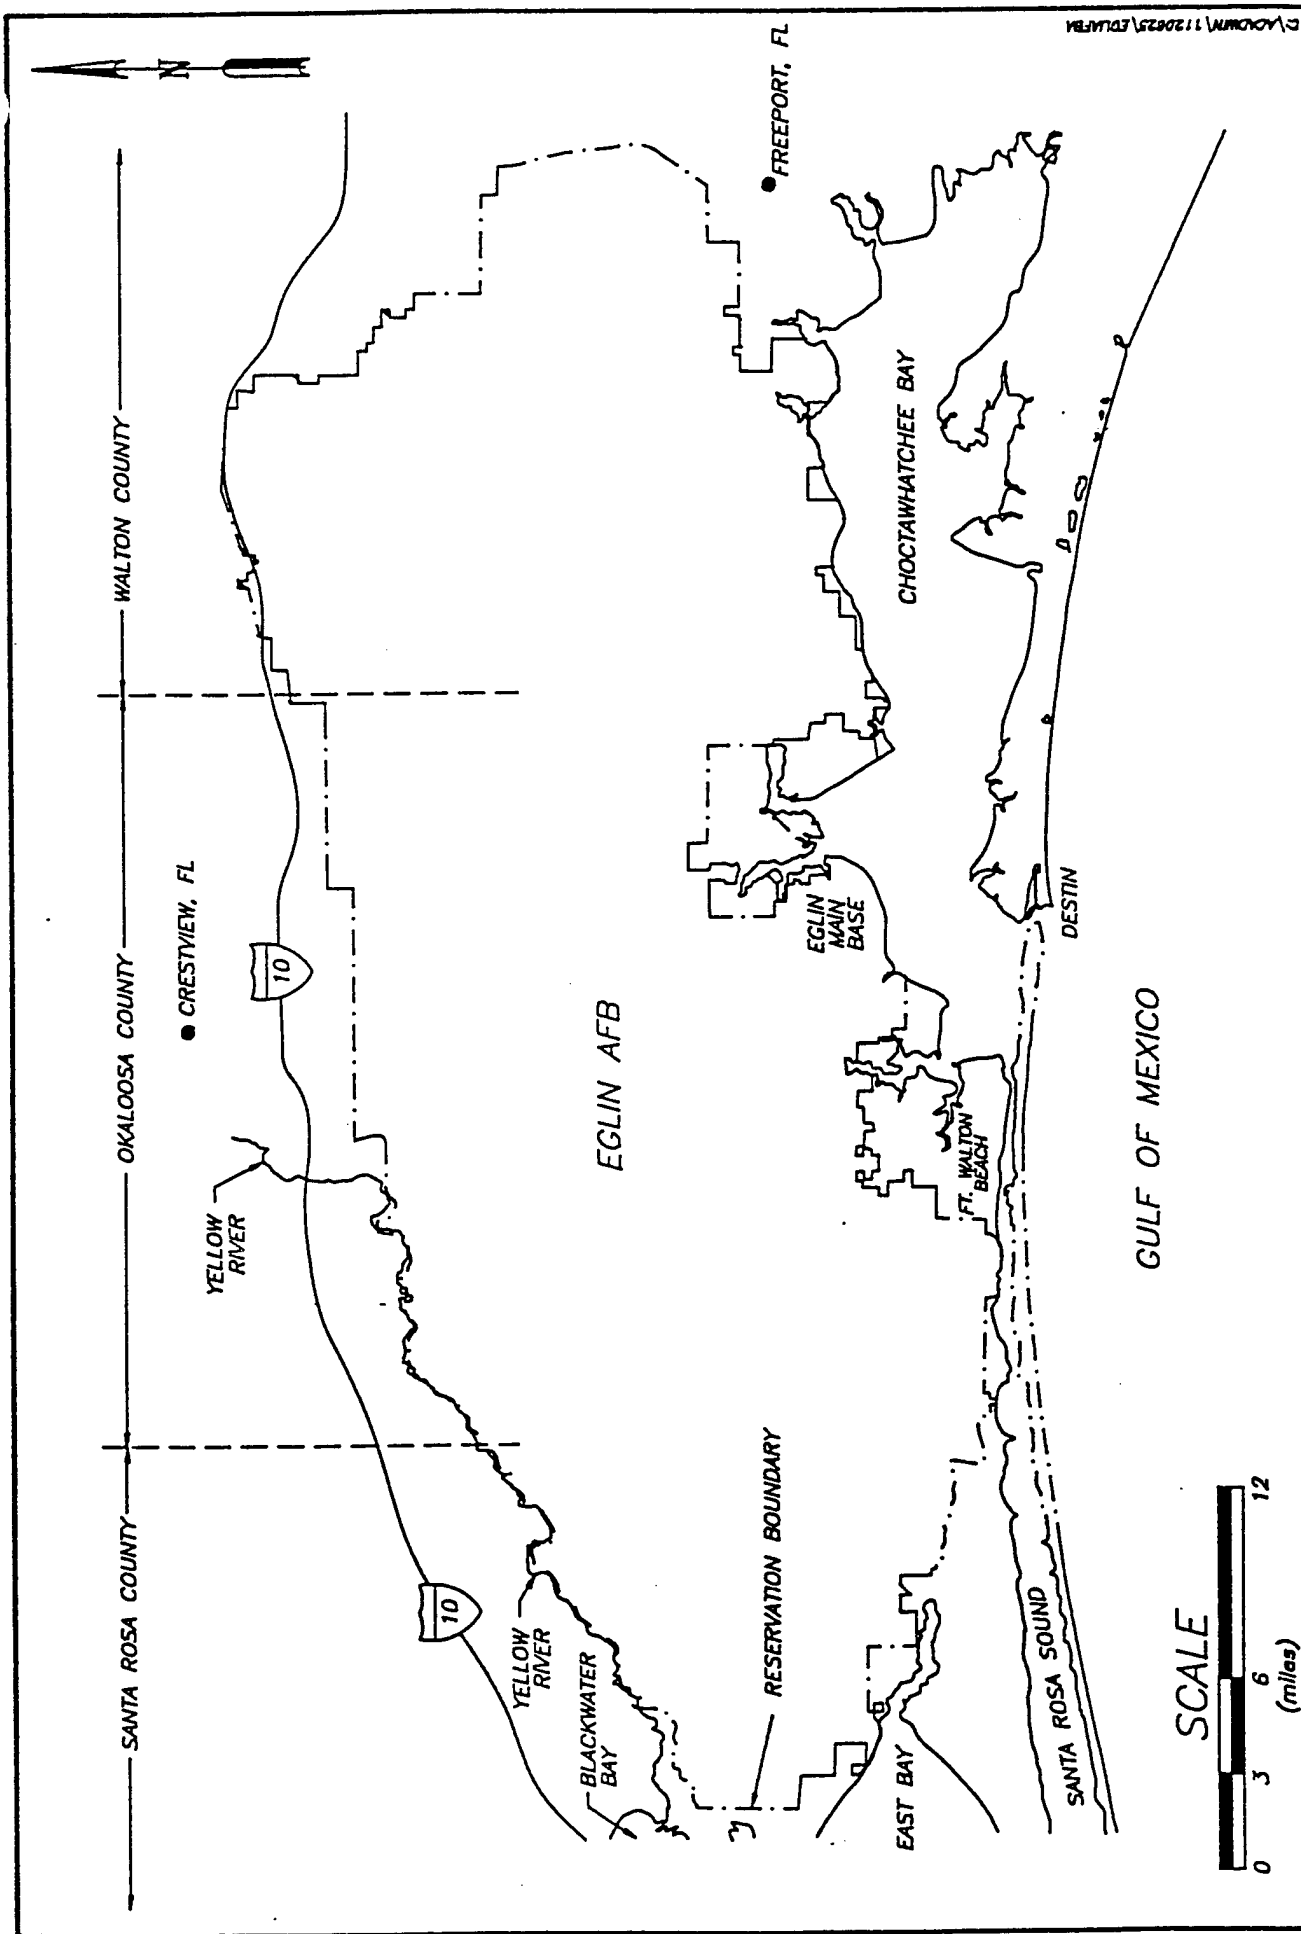 SANTA ROSA COUNTY
OKALOOSA COUNTY
WALTON COUNTY
N
CRESTVIEW, FL
10
YELLOW
RIVER
10
YELLOW
RIVER
BLACKWATER
BAY
EGLIN AFB
FREEPORT, FL
RESERVATION BOUNDARY
EGLIN
MAIN
BASE
CHOCTAWHATCHEE BAY
EAST BAY
FT. WALTON
BEACH
SANTA ROSA SOUND
DESTIN
GULF OF MEXICO
SCALE
0 3 6 12
(miles)